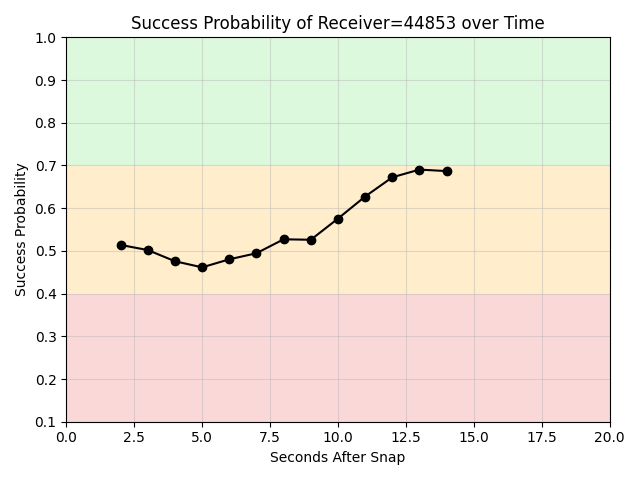 Success Probability of Receiver=44853 over Time
1.0
0.9
0.8
0.7
0.6
0.5
0.4
0.3
0.2
0.1
Success Probability
0.0 2.5 5.0 7.5 10.0 12.5 15.0 17.5 20.0
Seconds After Snap